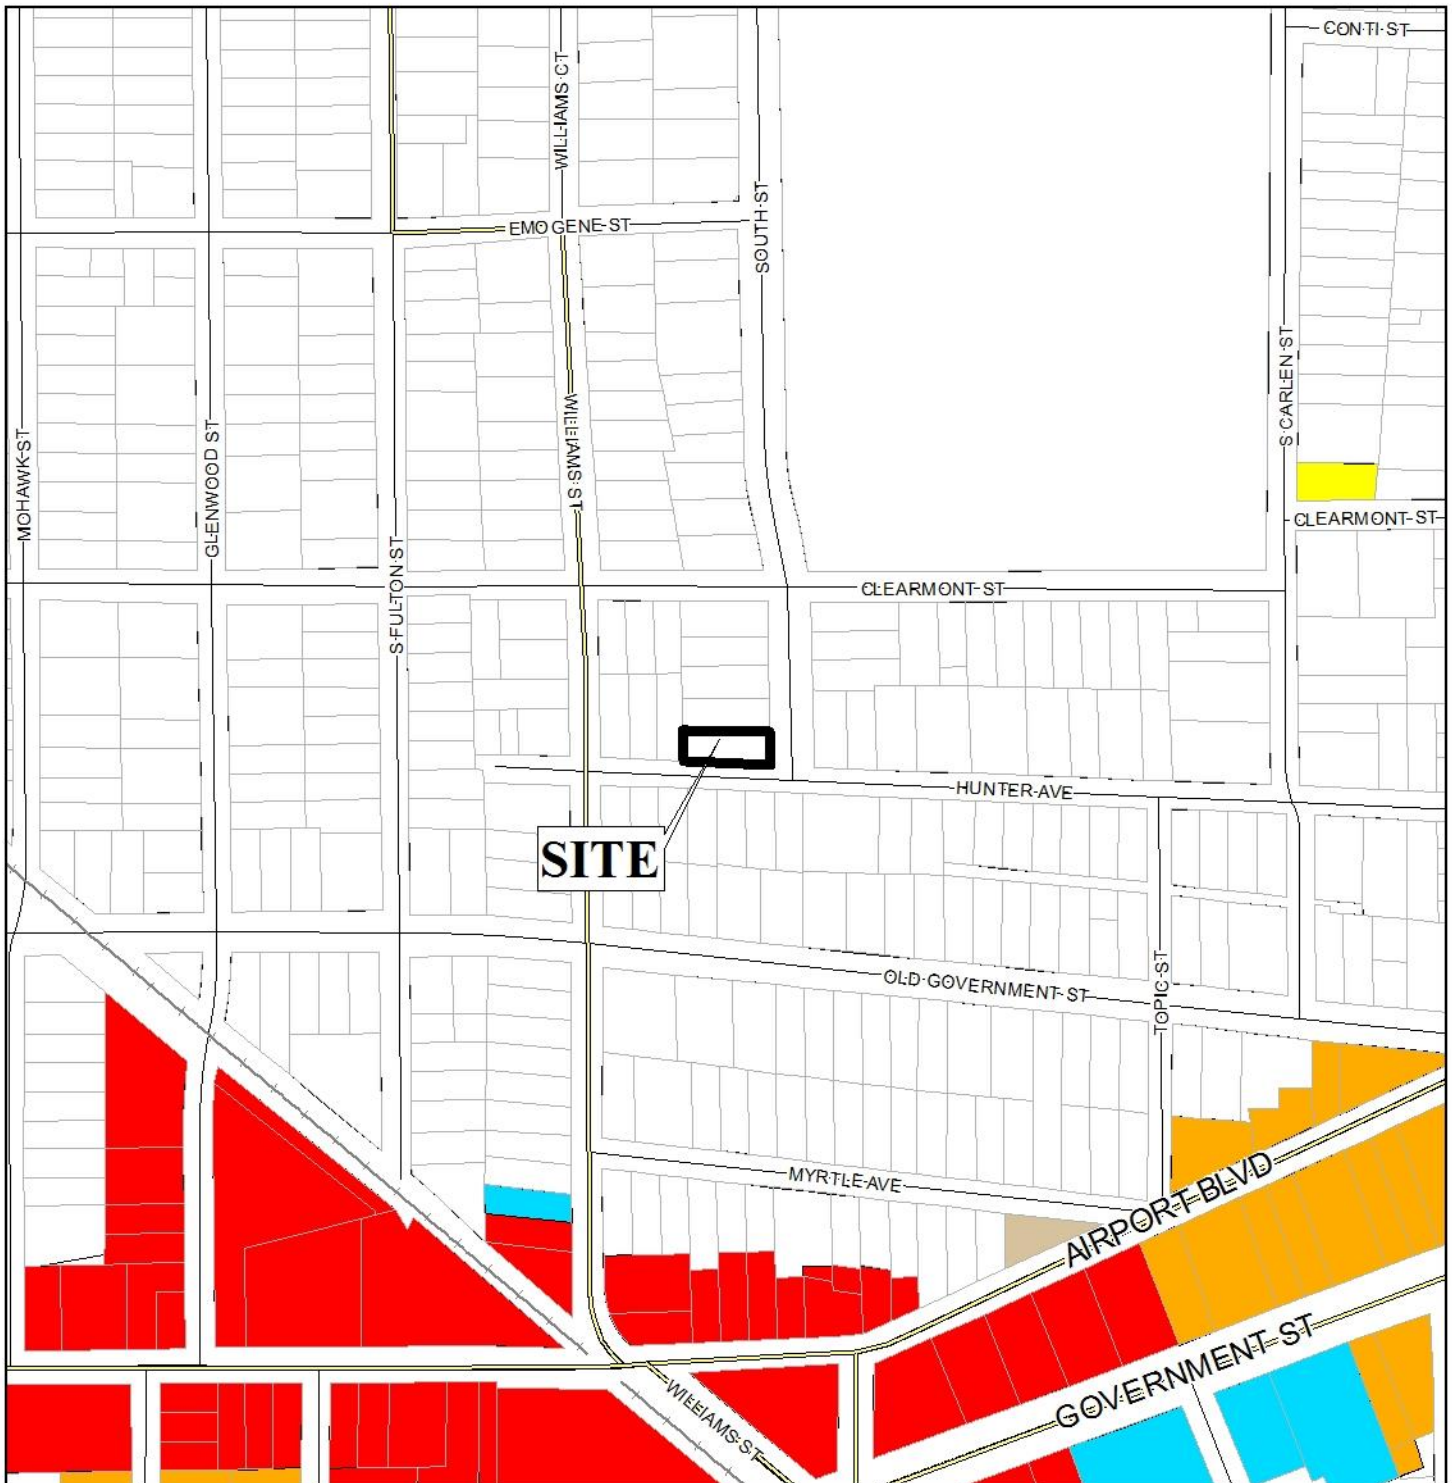 CONTI ST
WILLIAMS CT
EMOGENE ST
SOUTH ST
S CARLEN ST
MOHAWK ST
GLENWOOD ST
WILLIAMS ST
S FULTON ST
CLEARMONT ST
CLEARMONT ST
HUNTER AVE
SITE
OLD GOVERNMENT ST
TOPIC ST
MYRTLE AVE
AIRPORT BLVD
GOVERNMENT ST
WILLIAMS ST